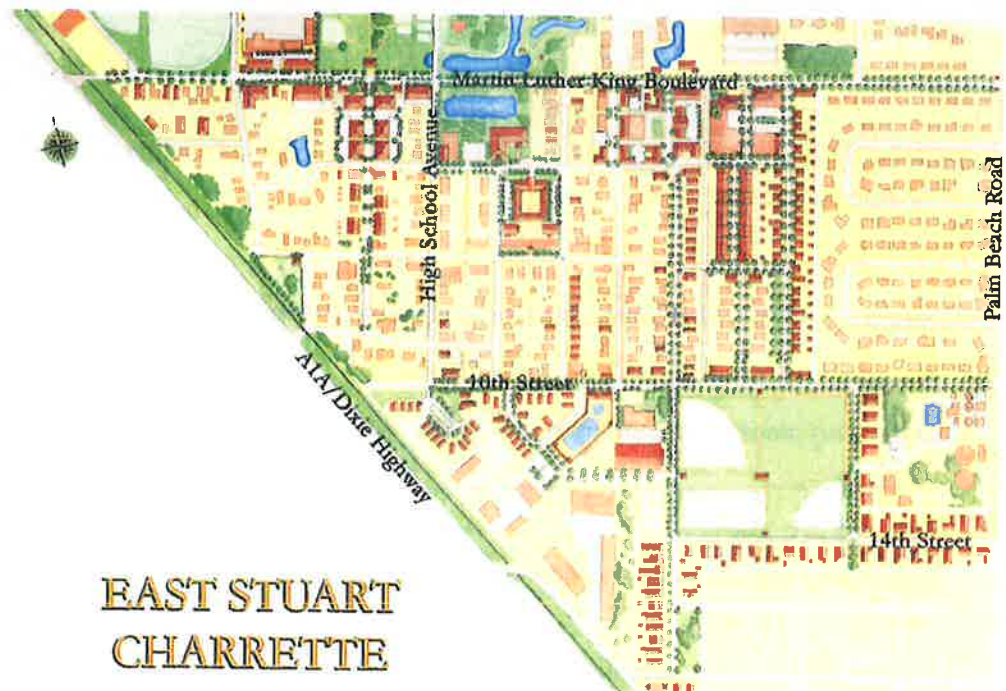 Martin Luther King Boulevard
High School Avenue
Palm Beach Road
10th Street
A1A/Dixie Highway
14th Street
EAST STUART
CHARRETTE